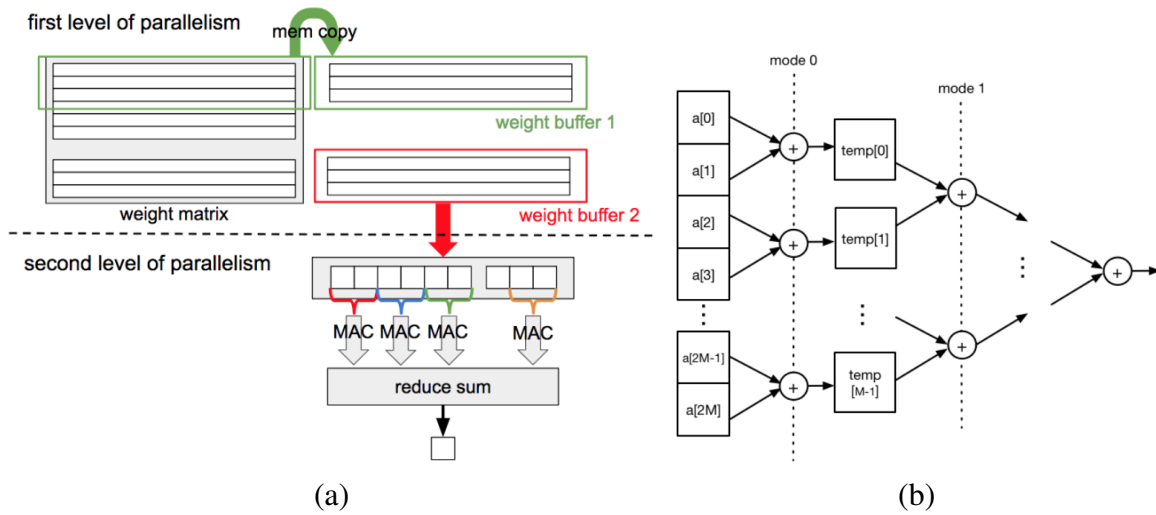 first level of parallelism
mem copy
weight buffer 1
weight matrix
weight buffer 2
second level of parallelism
MAC MAC MAC MAC
reduce sum
(a)
mode 0
mode 1
a[0]
a[1]
a[2]
a[3]
a[2M-1]
a[2M]
+
+
+
temp[0]
temp[1]
temp
[M-1]
+
+
+
(b)